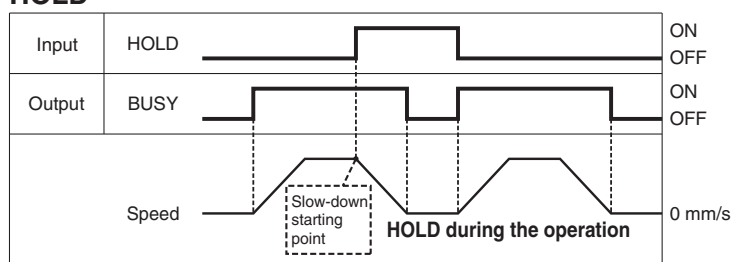 HOLD
Input HOLD ON
OFF
Output BUSY ON
OFF
Speed 0 mm/s
Slow-down
starting
point
HOLD during the operation